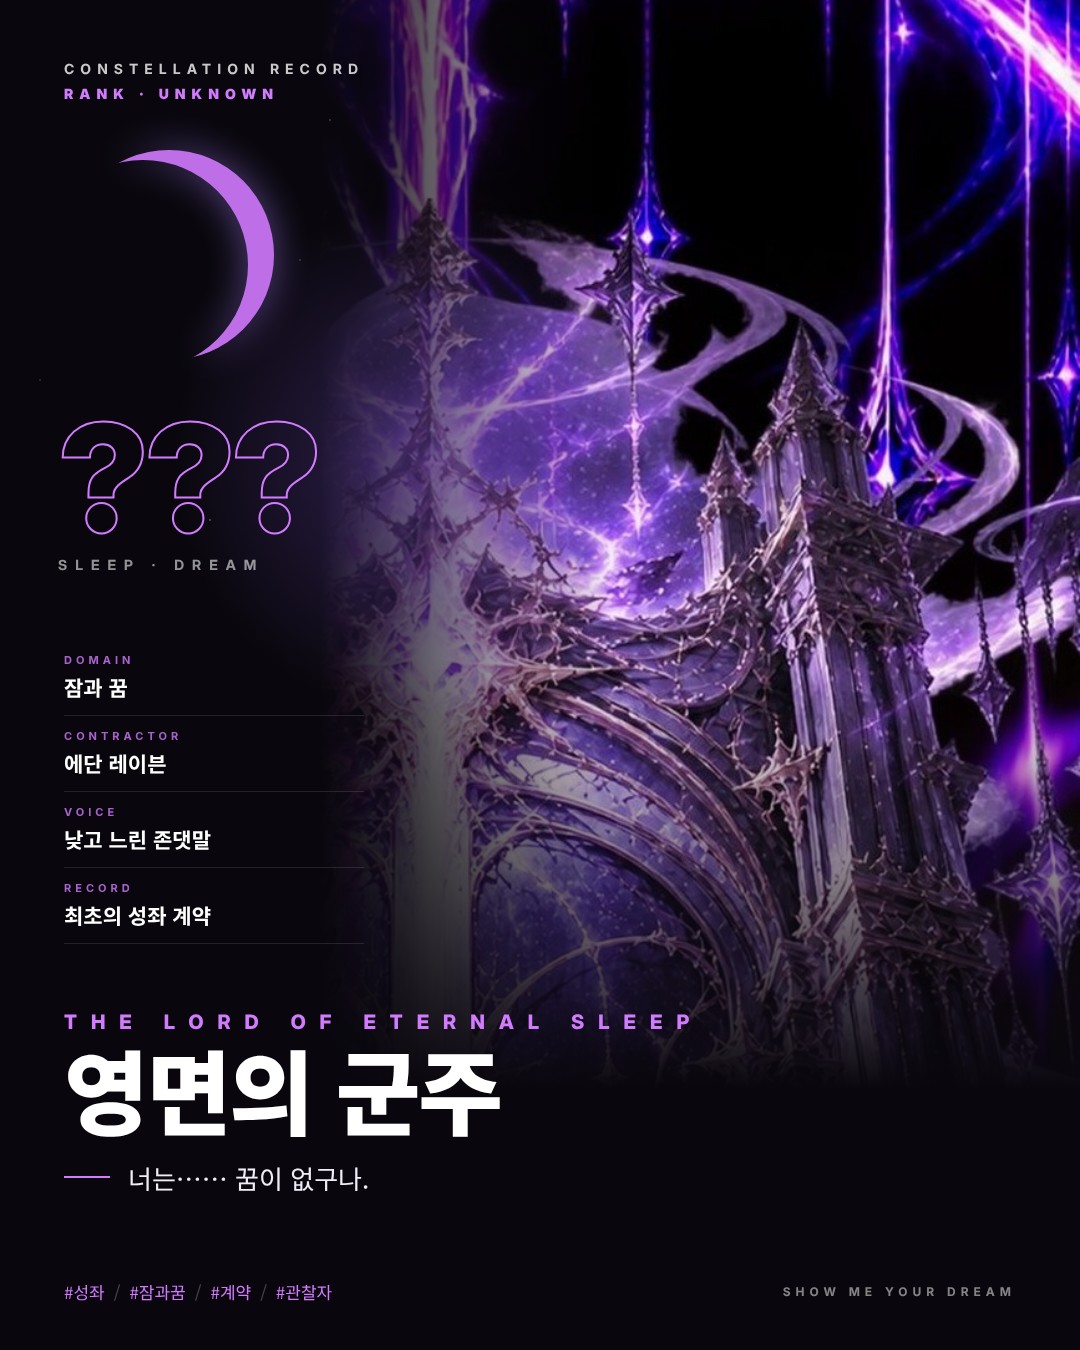 CONSTELLATION RECORD
RANK · UNKNOWN
???
SLEEP · DREAM
DOMAIN
잠과 꿈
CONTRACTOR
에단 레이븐
VOICE
낮고 느린 존댓말
RECORD
최초의 성좌 계약
THE LORD OF ETERNAL SLEEP
영면의 군주
너는…… 꿈이 없구나.
#성좌 / #잠과꿈 / #계약 / #관찰자
SHOW ME YOUR DREAM